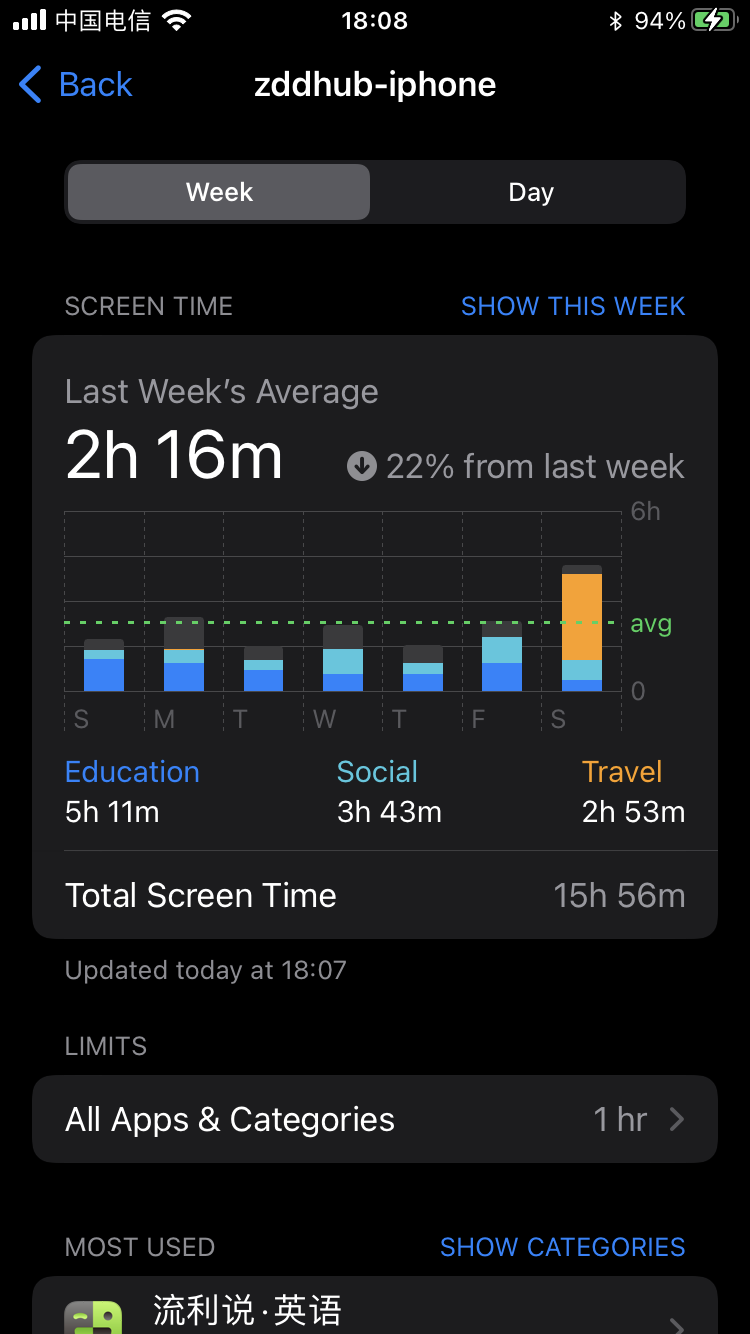 中国电信 18:08 94%
Back zddhub-iphone
Week Day
SCREEN TIME SHOW THIS WEEK
Last Week’s Average
2h 16m 22% from last week
6h
avg
0
S M T W T F S
Education Social Travel
5h 11m 3h 43m 2h 53m
Total Screen Time 15h 56m
Updated today at 18:07
LIMITS
All Apps & Categories 1 hr
MOST USED SHOW CATEGORIES
流利说·英语